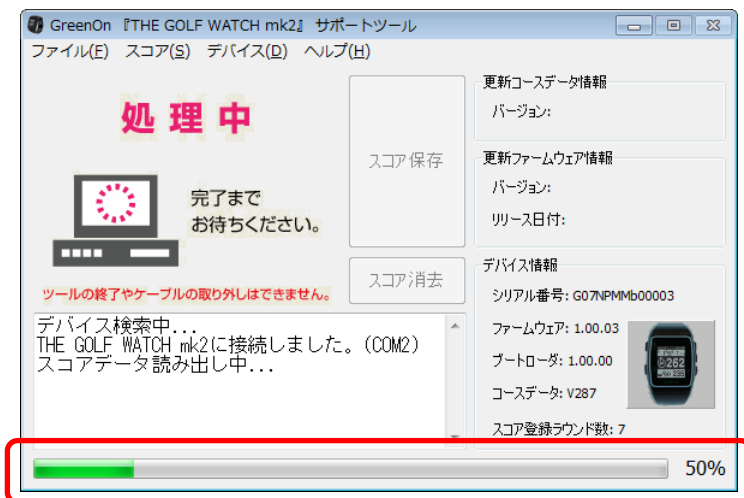 GreenOn 『THE GOLF WATCH mk2』 サポートツール
ファイル(F) スコア(S) デバイス(D) ヘルプ(H)
処理中
完了まで
お待ちください。
ツールの終了やケーブルの取り外しはできません。
スコア保存
スコア消去
更新コースデータ情報
バージョン:
更新ファームウェア情報
バージョン:
リリース日付:
デバイス情報
シリアル番号: G07NPMMb00003
ファームウェア: 1.00.03
ブートローダ: 1.00.00
コースデータ: V287
スコア登録ラウンド数: 7
デバイス検索中...
THE GOLF WATCH mk2に接続しました。(COM2)
スコアデータ読み出し中...
50%